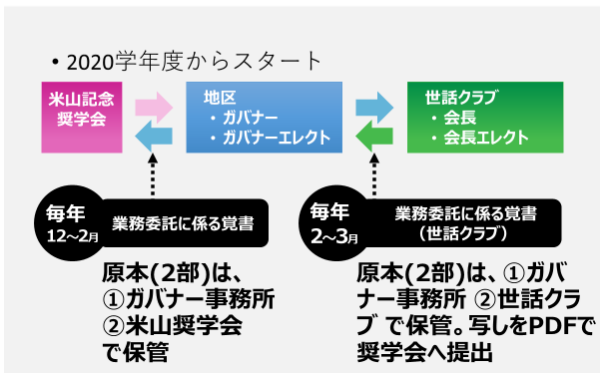 ・2020学年度からスタート
米山記念
奨学会
地区
・ガバナー
・ガバナーエレクト
世話クラブ
・会長
・会長エレクト
毎年
12～2月
業務委託に係る覚書
毎年
2～3月
業務委託に係る覚書
（世話クラブ）
原本(2部)は、
①ガバナー事務所
②米山奨学会
で保管
原本(2部)は、①ガバ
ナー事務所 ②世話クラ
ブ で保管。写しをPDFで
奨学会へ提出